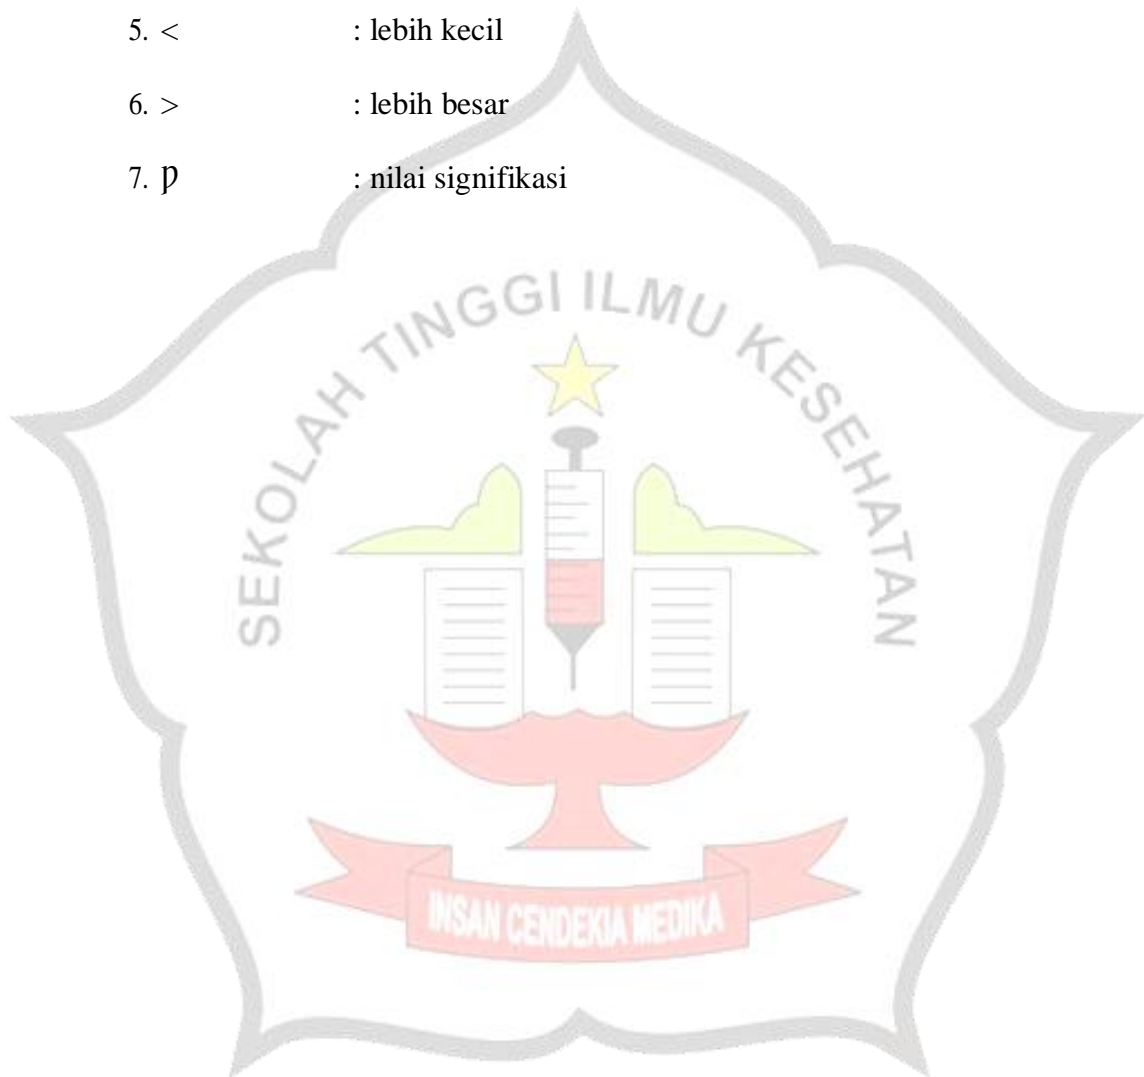 5. < : lebih kecil
6. > : lebih besar
7. p : nilai signifikasi
SEKOLAH TINGGI ILMU KESEHATAN
INSAN CENDEKIA MEDIKA